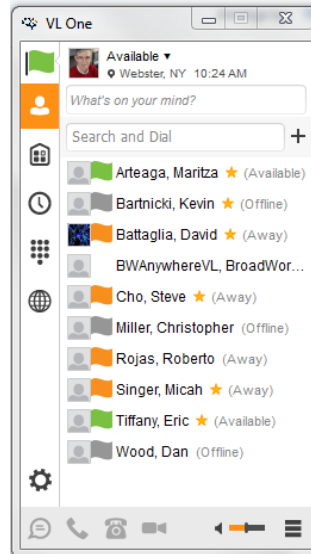 VL One
Available ▾
Webster, NY 10:24 AM
What's on your mind?
Search and Dial +
Arteaga, Maritza ★ (Available)
Bartnicki, Kevin ★ (Offline)
Battaglia, David ★ (Away)
BWAnywhereVL, BroadWor...
Cho, Steve ★ (Away)
Miller, Christopher (Offline)
Rojas, Roberto (Away)
Singer, Micah ★ (Away)
Tiffany, Eric ★ (Available)
Wood, Dan (Offline)